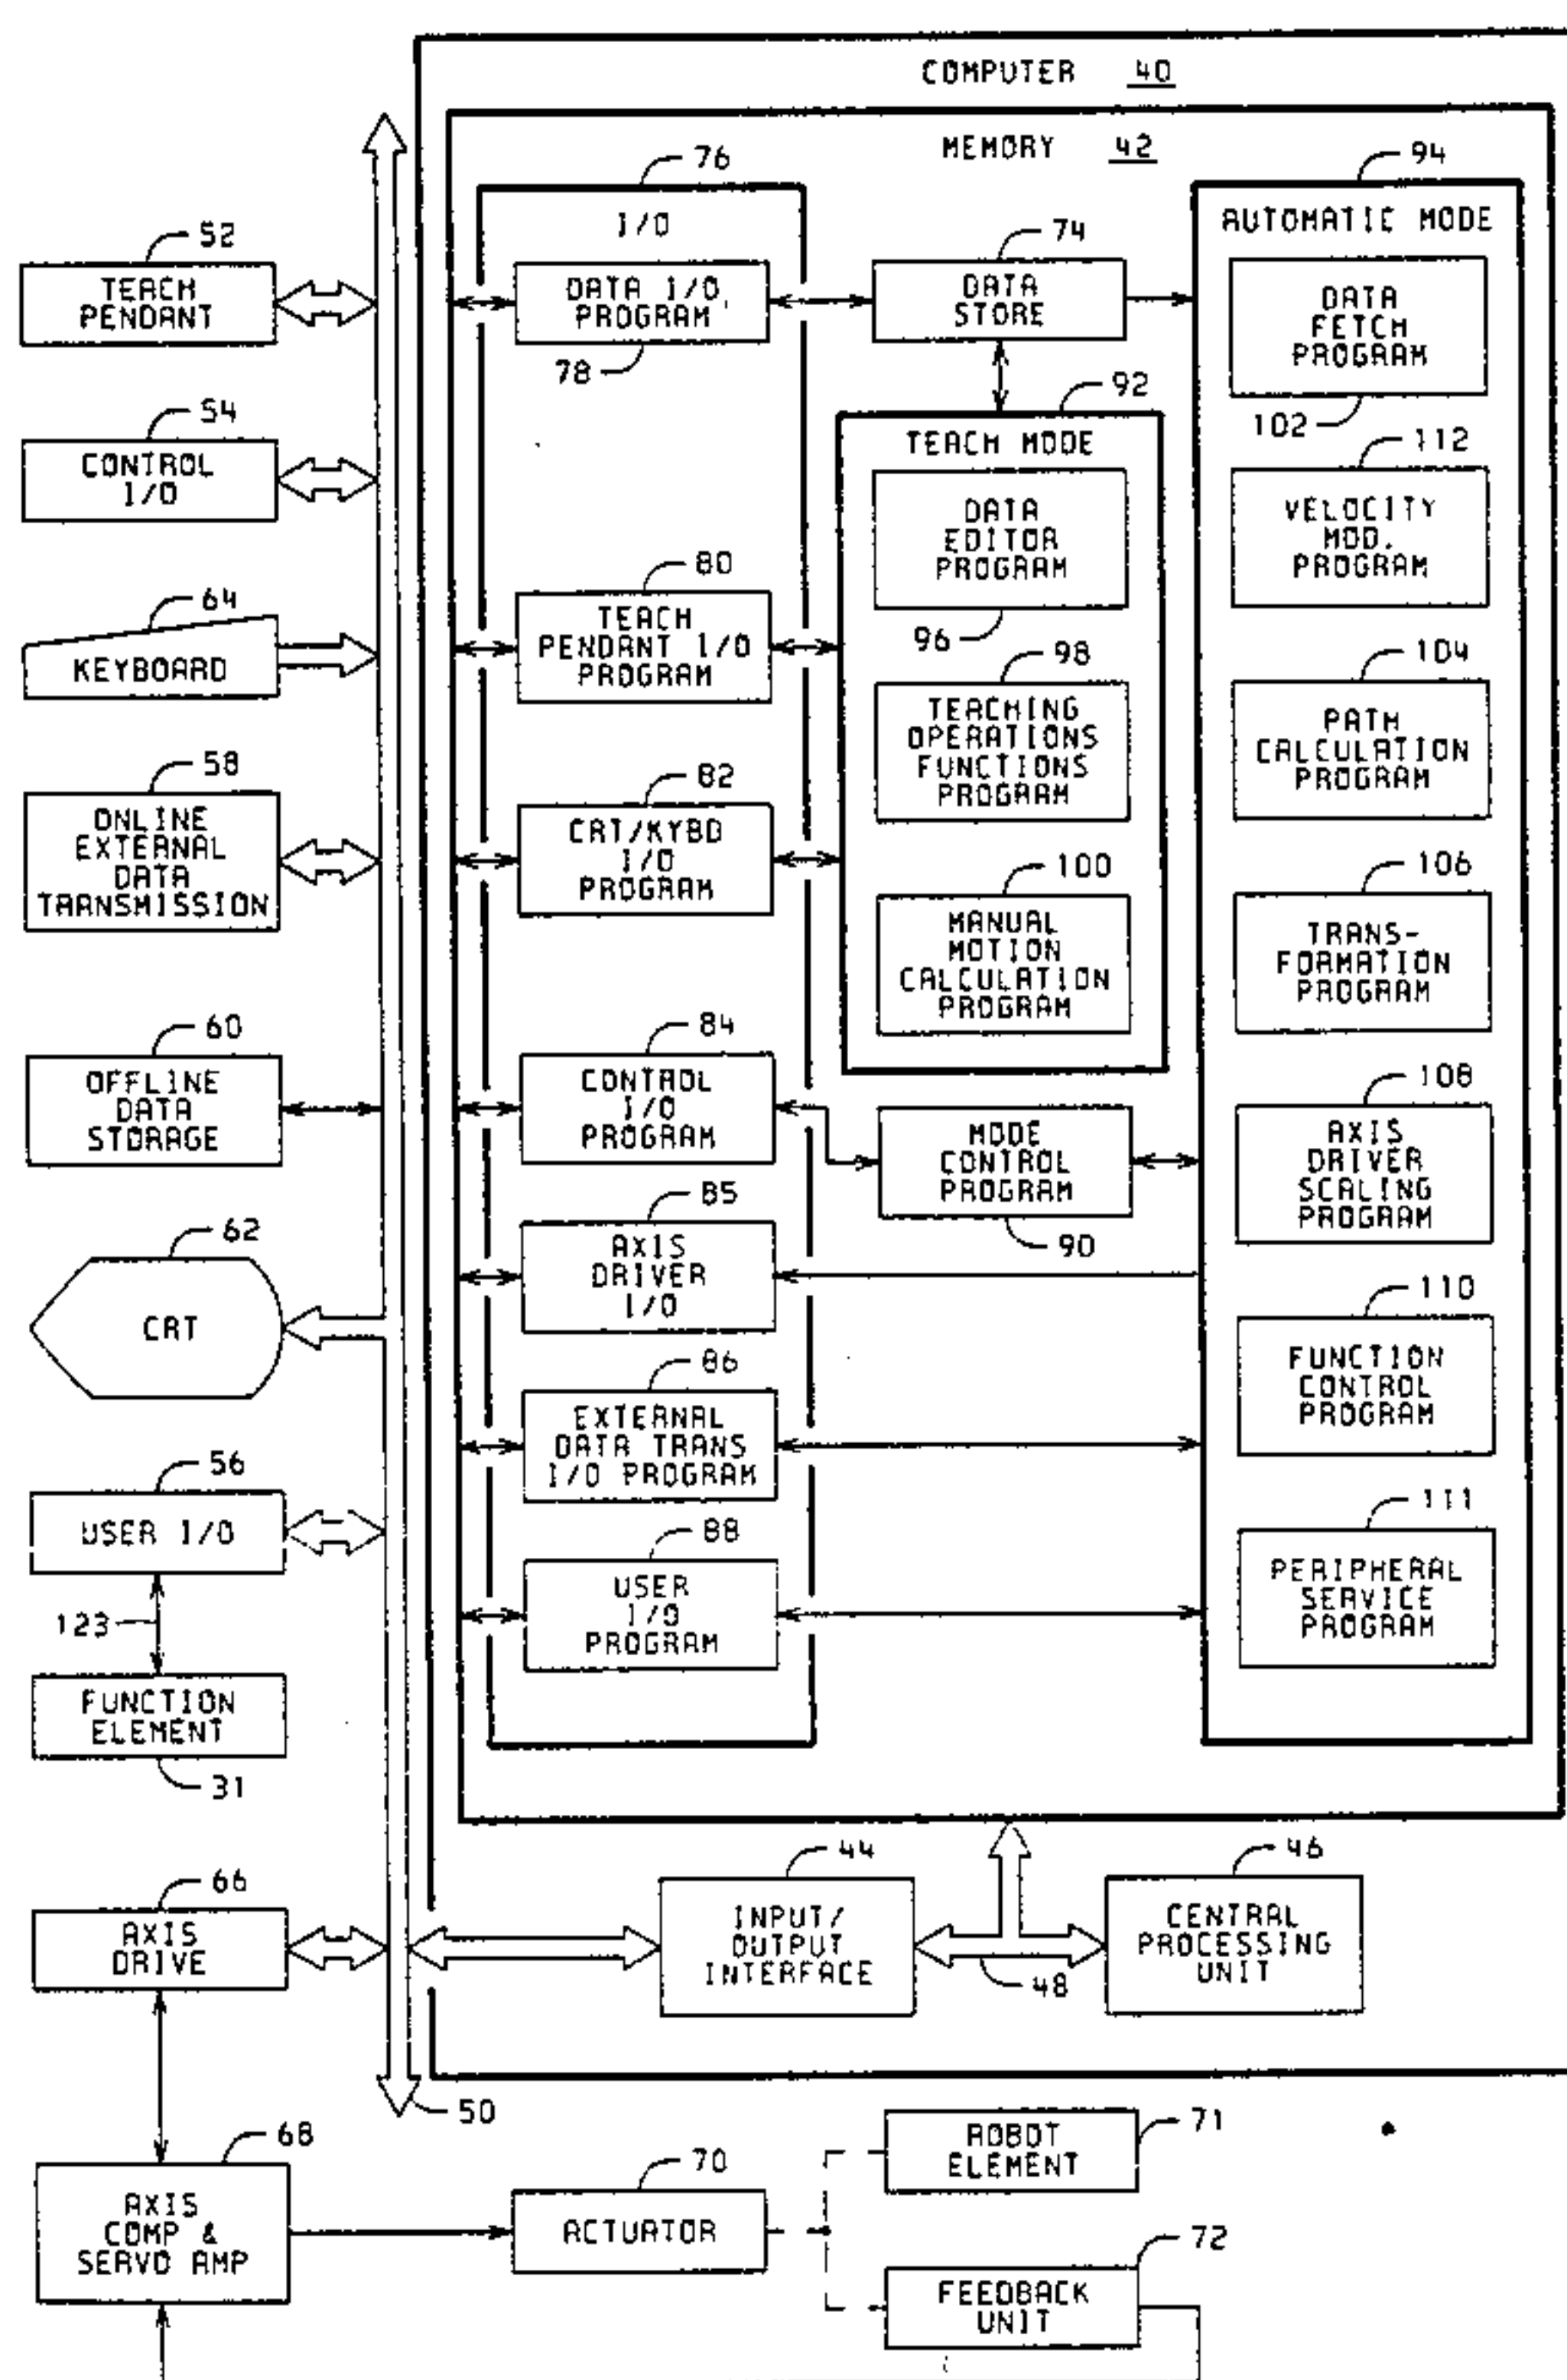 COMPUTER 40
MEMORY 42
76
I/O
DATA I/O
PROGRAM
78
74
DATA
STORE
94
AUTOMATIC MODE
DATA
FETCH
PROGRAM
102
112
VELOCITY
MOD.
PROGRAM
104
PATH
CALCULATION
PROGRAM
106
TRANS-
FORMATION
PROGRAM
108
AXIS
DRIVER
SCALING
PROGRAM
110
FUNCTION
CONTROL
PROGRAM
111
PERIPHERAL
SERVICE
PROGRAM
92
TEACH MODE
DATA
EDITOR
PROGRAM
96
98
TEACHING
OPERATIONS
FUNCTIONS
PROGRAM
100
MANUAL
MOTION
CALCULATION
PROGRAM
80
TEACH
PENDANT I/O
PROGRAM
82
CRT/KYBD
I/O
PROGRAM
84
CONTROL
I/O
PROGRAM
MODE
CONTROL
PROGRAM
90
85
AXIS
DRIVER
I/O
86
EXTERNAL
DATA TRANS
I/O PROGRAM
88
USER
I/O
PROGRAM
52
TEACH
PENDANT
54
CONTROL
I/O
64
KEYBOARD
58
ONLINE
EXTERNAL
DATA
TRANSMISSION
60
OFFLINE
DATA
STORAGE
62
CRT
56
USER I/O
123
FUNCTION
ELEMENT
31
66
AXIS
DRIVE
44
INPUT/
OUTPUT
INTERFACE
48
46
CENTRAL
PROCESSING
UNIT
50
68
AXIS
COMP &
SERVO AMP
70
ACTUATOR
71
ROBOT
ELEMENT
72
FEEDBACK
UNIT